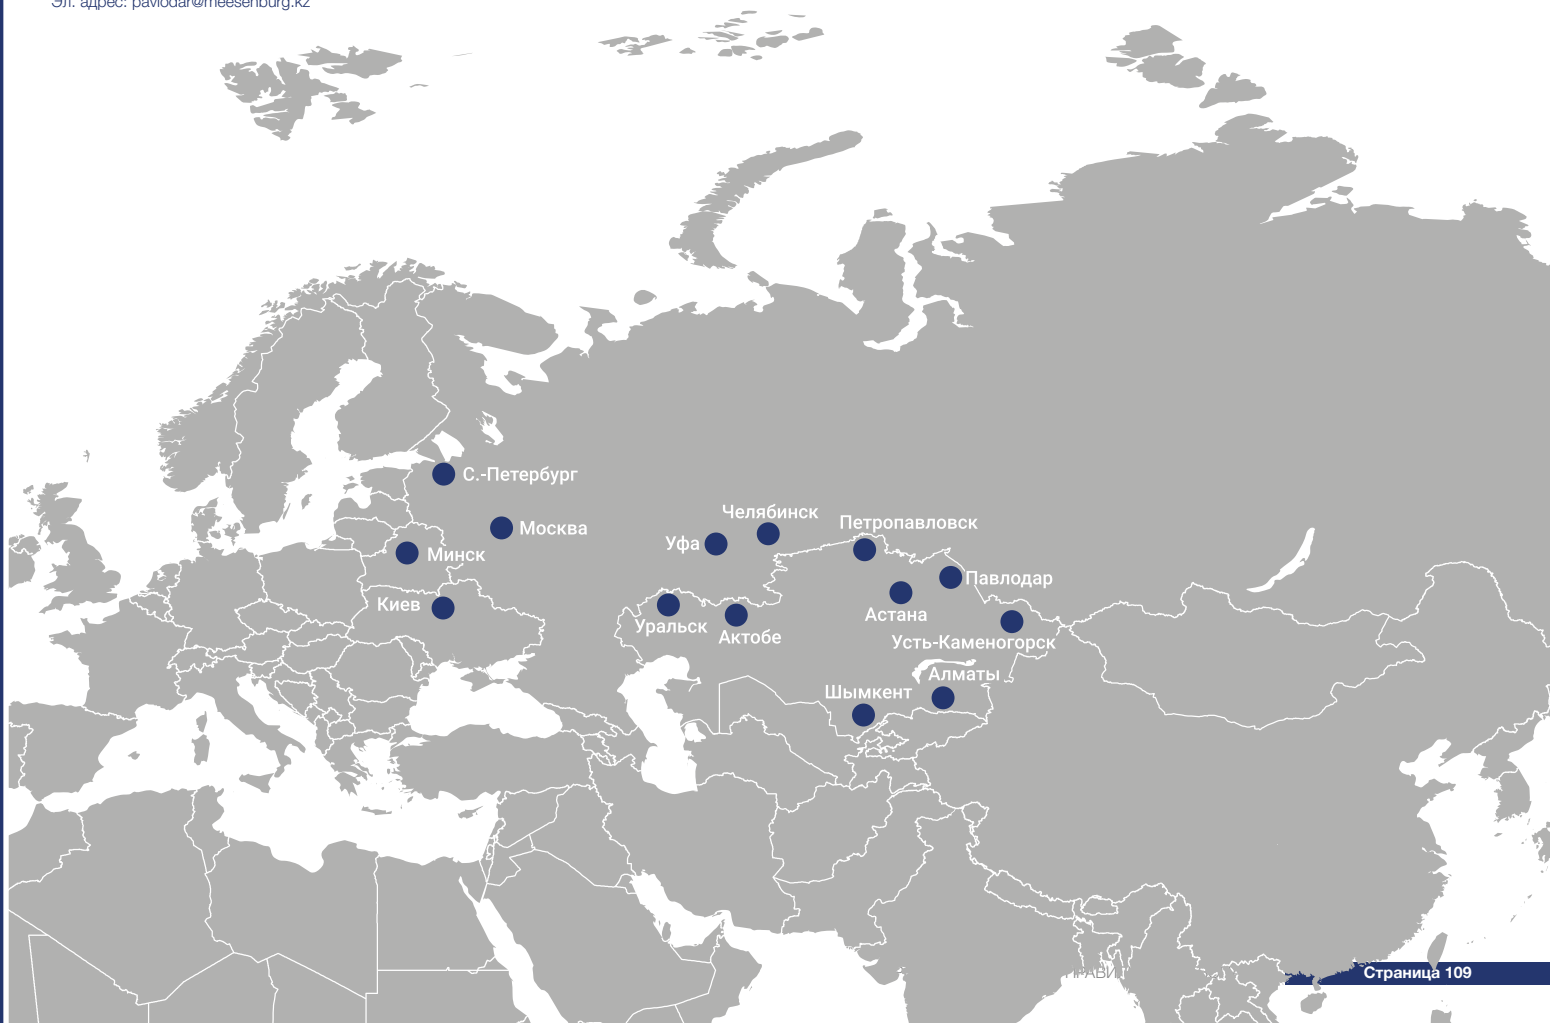 Эл. адрес: pavlodar@meesenburg.kz
С.-Петербург
Челябинск
Петропавловск
Москва
Уфа
Минск
Павлодар
Киев
Астана
Уральск
Актобе
Усть-Каменогорск
Алматы
Шымкент
Страница 109